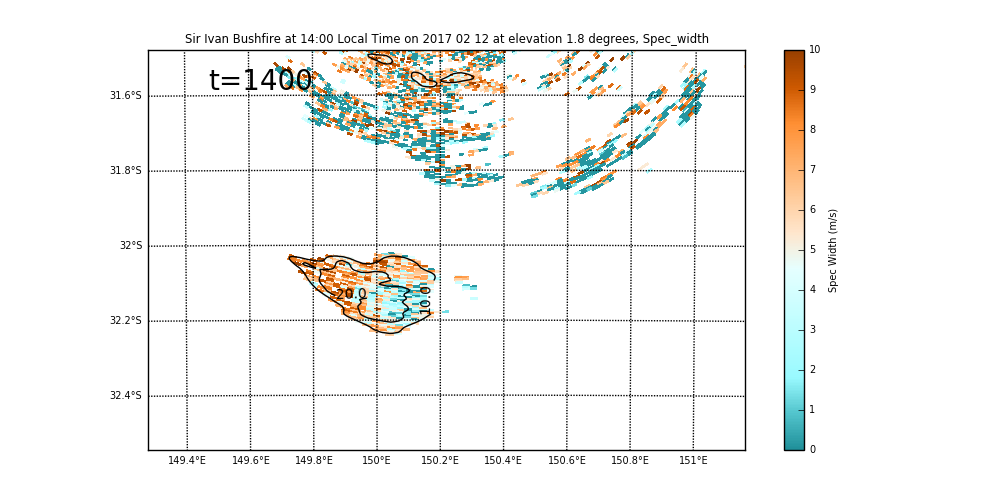 Sir Ivan Bushfire at 14:00 Local Time on 2017 02 12 at elevation 1.8 degrees, Spec_width
t=1400
31.6°S
31.8°S
32°S
32.2°S
32.4°S
20.0
10.0
149.4°E 149.6°E 149.8°E 150°E 150.2°E 150.4°E 150.6°E 150.8°E 151°E
10
9
8
7
6
5
4
3
2
1
0
Spec Width (m/s)